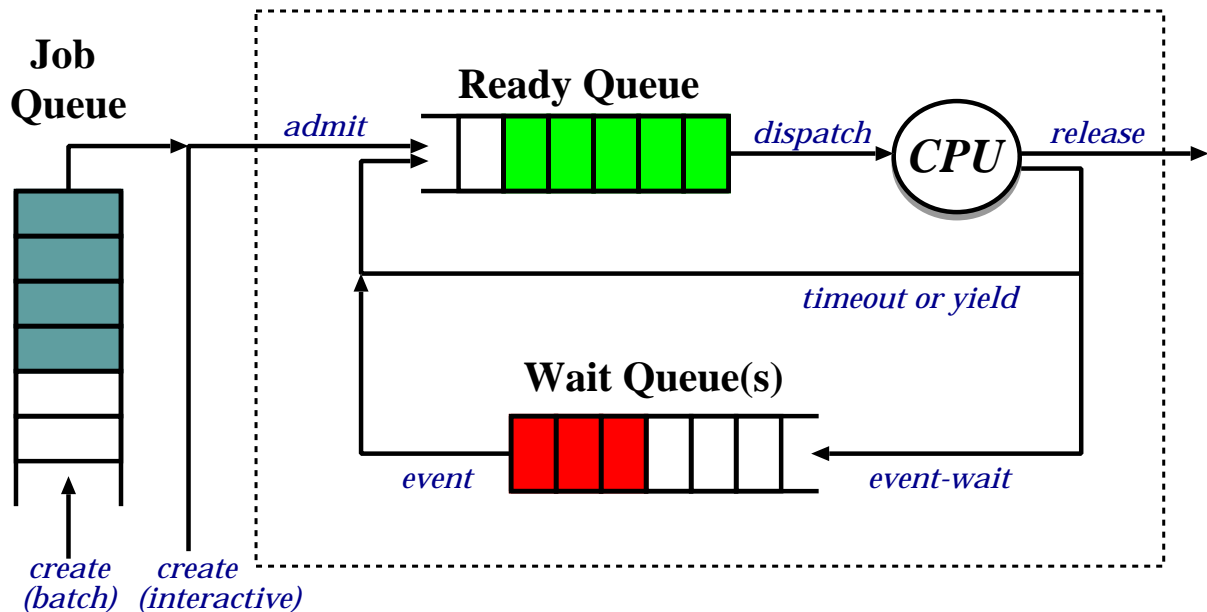 Job
Queue
Ready Queue
admit
dispatch
CPU
release
timeout or yield
Wait Queue(s)
event
event-wait
create
(batch)
create
(interactive)